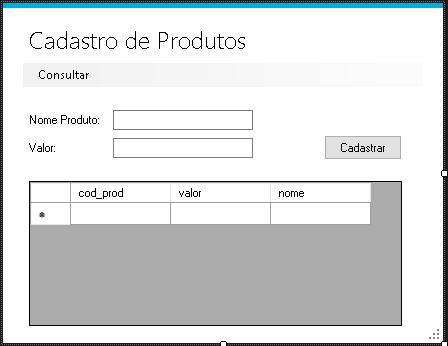 Cadastro de Produtos
Consultar
Nome Produto:
Valor:
Cadastrar
cod_prod valor nome